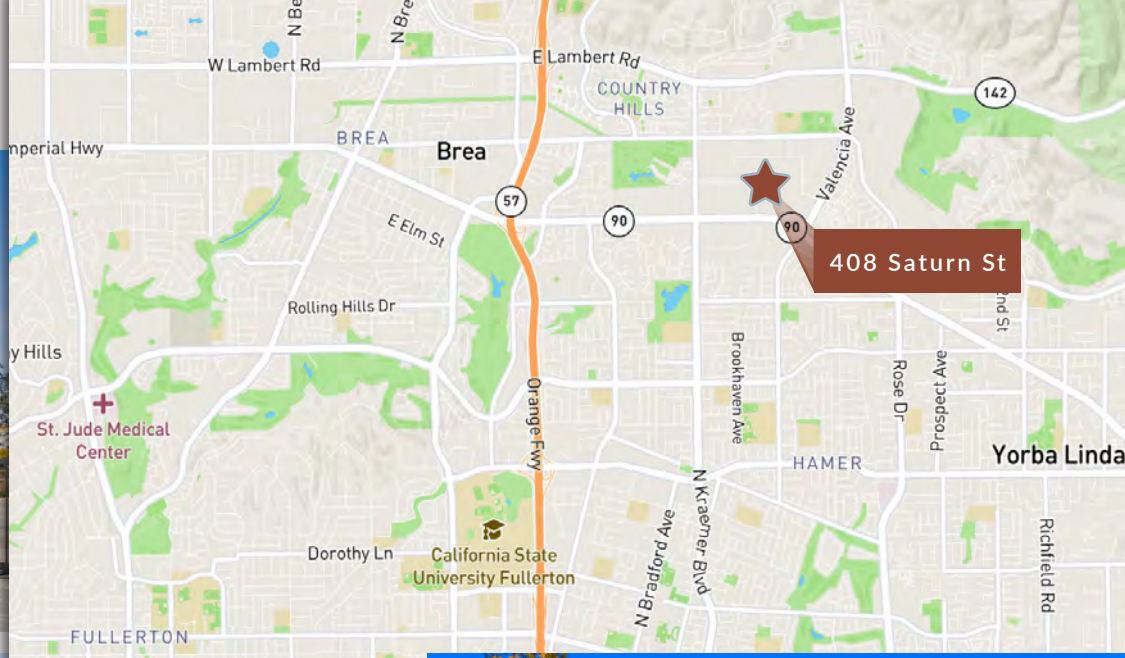 N Be
N Bre
W Lambert Rd
E Lambert Rd
COUNTRY
HILLS
142
mperial Hwy
BREA
Brea
Valencia Ave
57
90
90
E Elm St
408 Saturn St
Rolling Hills Dr
2nd St
y Hills
Brookhaven Ave
Rose Dr
Prospect Ave
Orange Fwy
St. Jude Medical
Center
HAMER
Yorba Linda
N Kraemer Blvd
N Bradford Ave
Richfield Rd
Dorothy Ln
California State
University Fullerton
FULLERTON